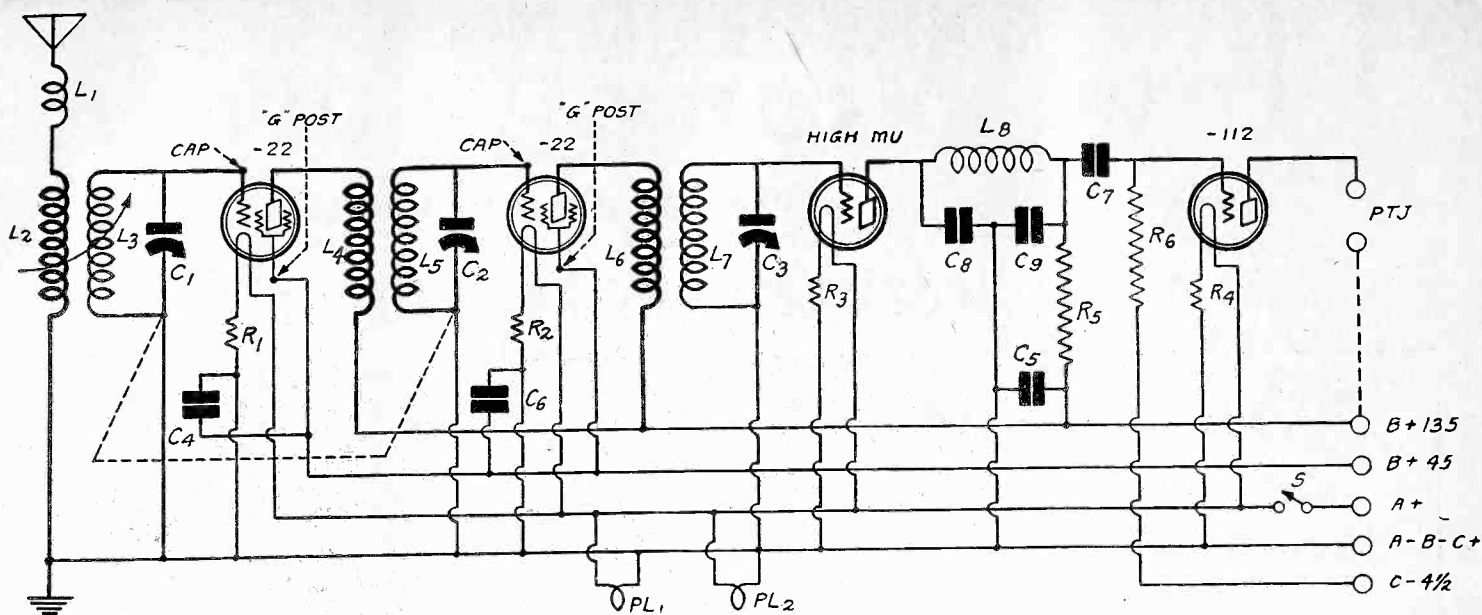 L1
L2
L3
C1
CAP
-22
"G" POST
R1
C4
L4
L5
C2
CAP
-22
"G" POST
R2
C6
L6
L7
C3
HIGH MU
R3
L8
C8
C9
R5
C5
C7
R6
-112
R4
PTJ
B+135
B+45
S
A+
A-B-C+
C-4½
PL1
PL2